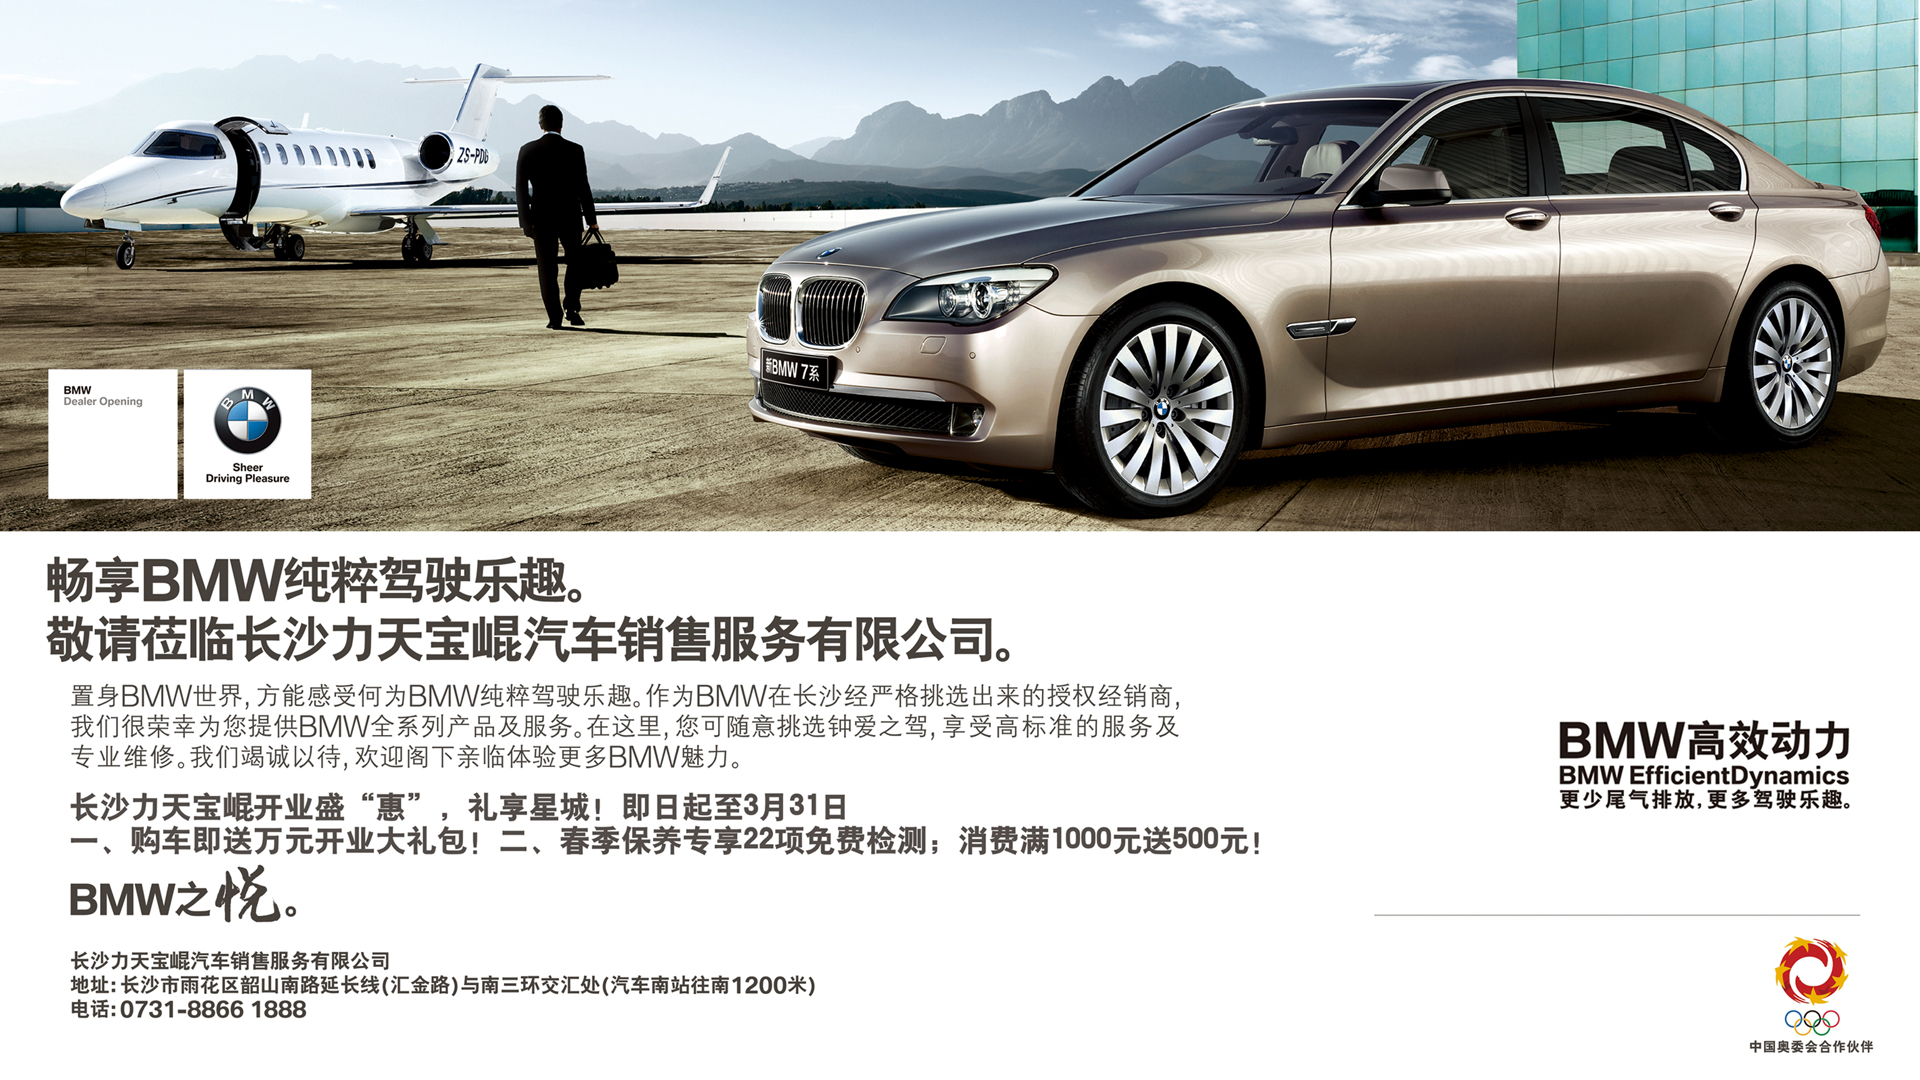 ZS-PDG
新BMW 7系
BMW
Dealer Opening
BMW
Sheer
Driving Pleasure
畅享BMW纯粹驾驶乐趣。
敬请莅临长沙力天宝崐汽车销售服务有限公司。
置身BMW世界,方能感受何为BMW纯粹驾驶乐趣。作为BMW在长沙经严格挑选出来的授权经销商,
我们很荣幸为您提供BMW全系列产品及服务。在这里,您可随意挑选钟爱之驾,享受高标准的服务及
专业维修。我们竭诚以待,欢迎阁下亲临体验更多BMW魅力。
长沙力天宝崐开业盛“惠”，礼享星城！即日起至3月31日
一、购车即送万元开业大礼包！二、春季保养专享22项免费检测；消费满1000元送500元！
BMW之悦。
长沙力天宝崐汽车销售服务有限公司
地址:长沙市雨花区韶山南路延长线(汇金路)与南三环交汇处(汽车南站往南1200米)
电话:0731-8866 1888
BMW高效动力
BMW EfficientDynamics
更少尾气排放,更多驾驶乐趣。
中国奥委会合作伙伴